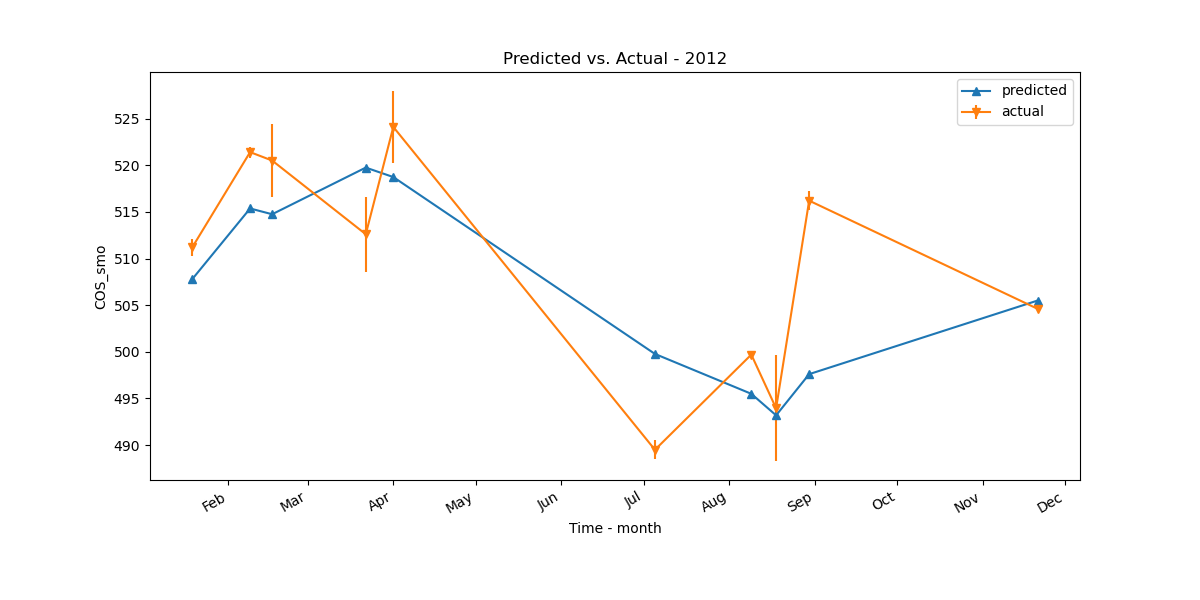 Predicted vs. Actual - 2012
predicted
actual
525
520
515
510
505
500
495
490
COS_smo
Feb
Mar
Apr
May
Jun
Jul
Aug
Sep
Oct
Nov
Dec
Time - month